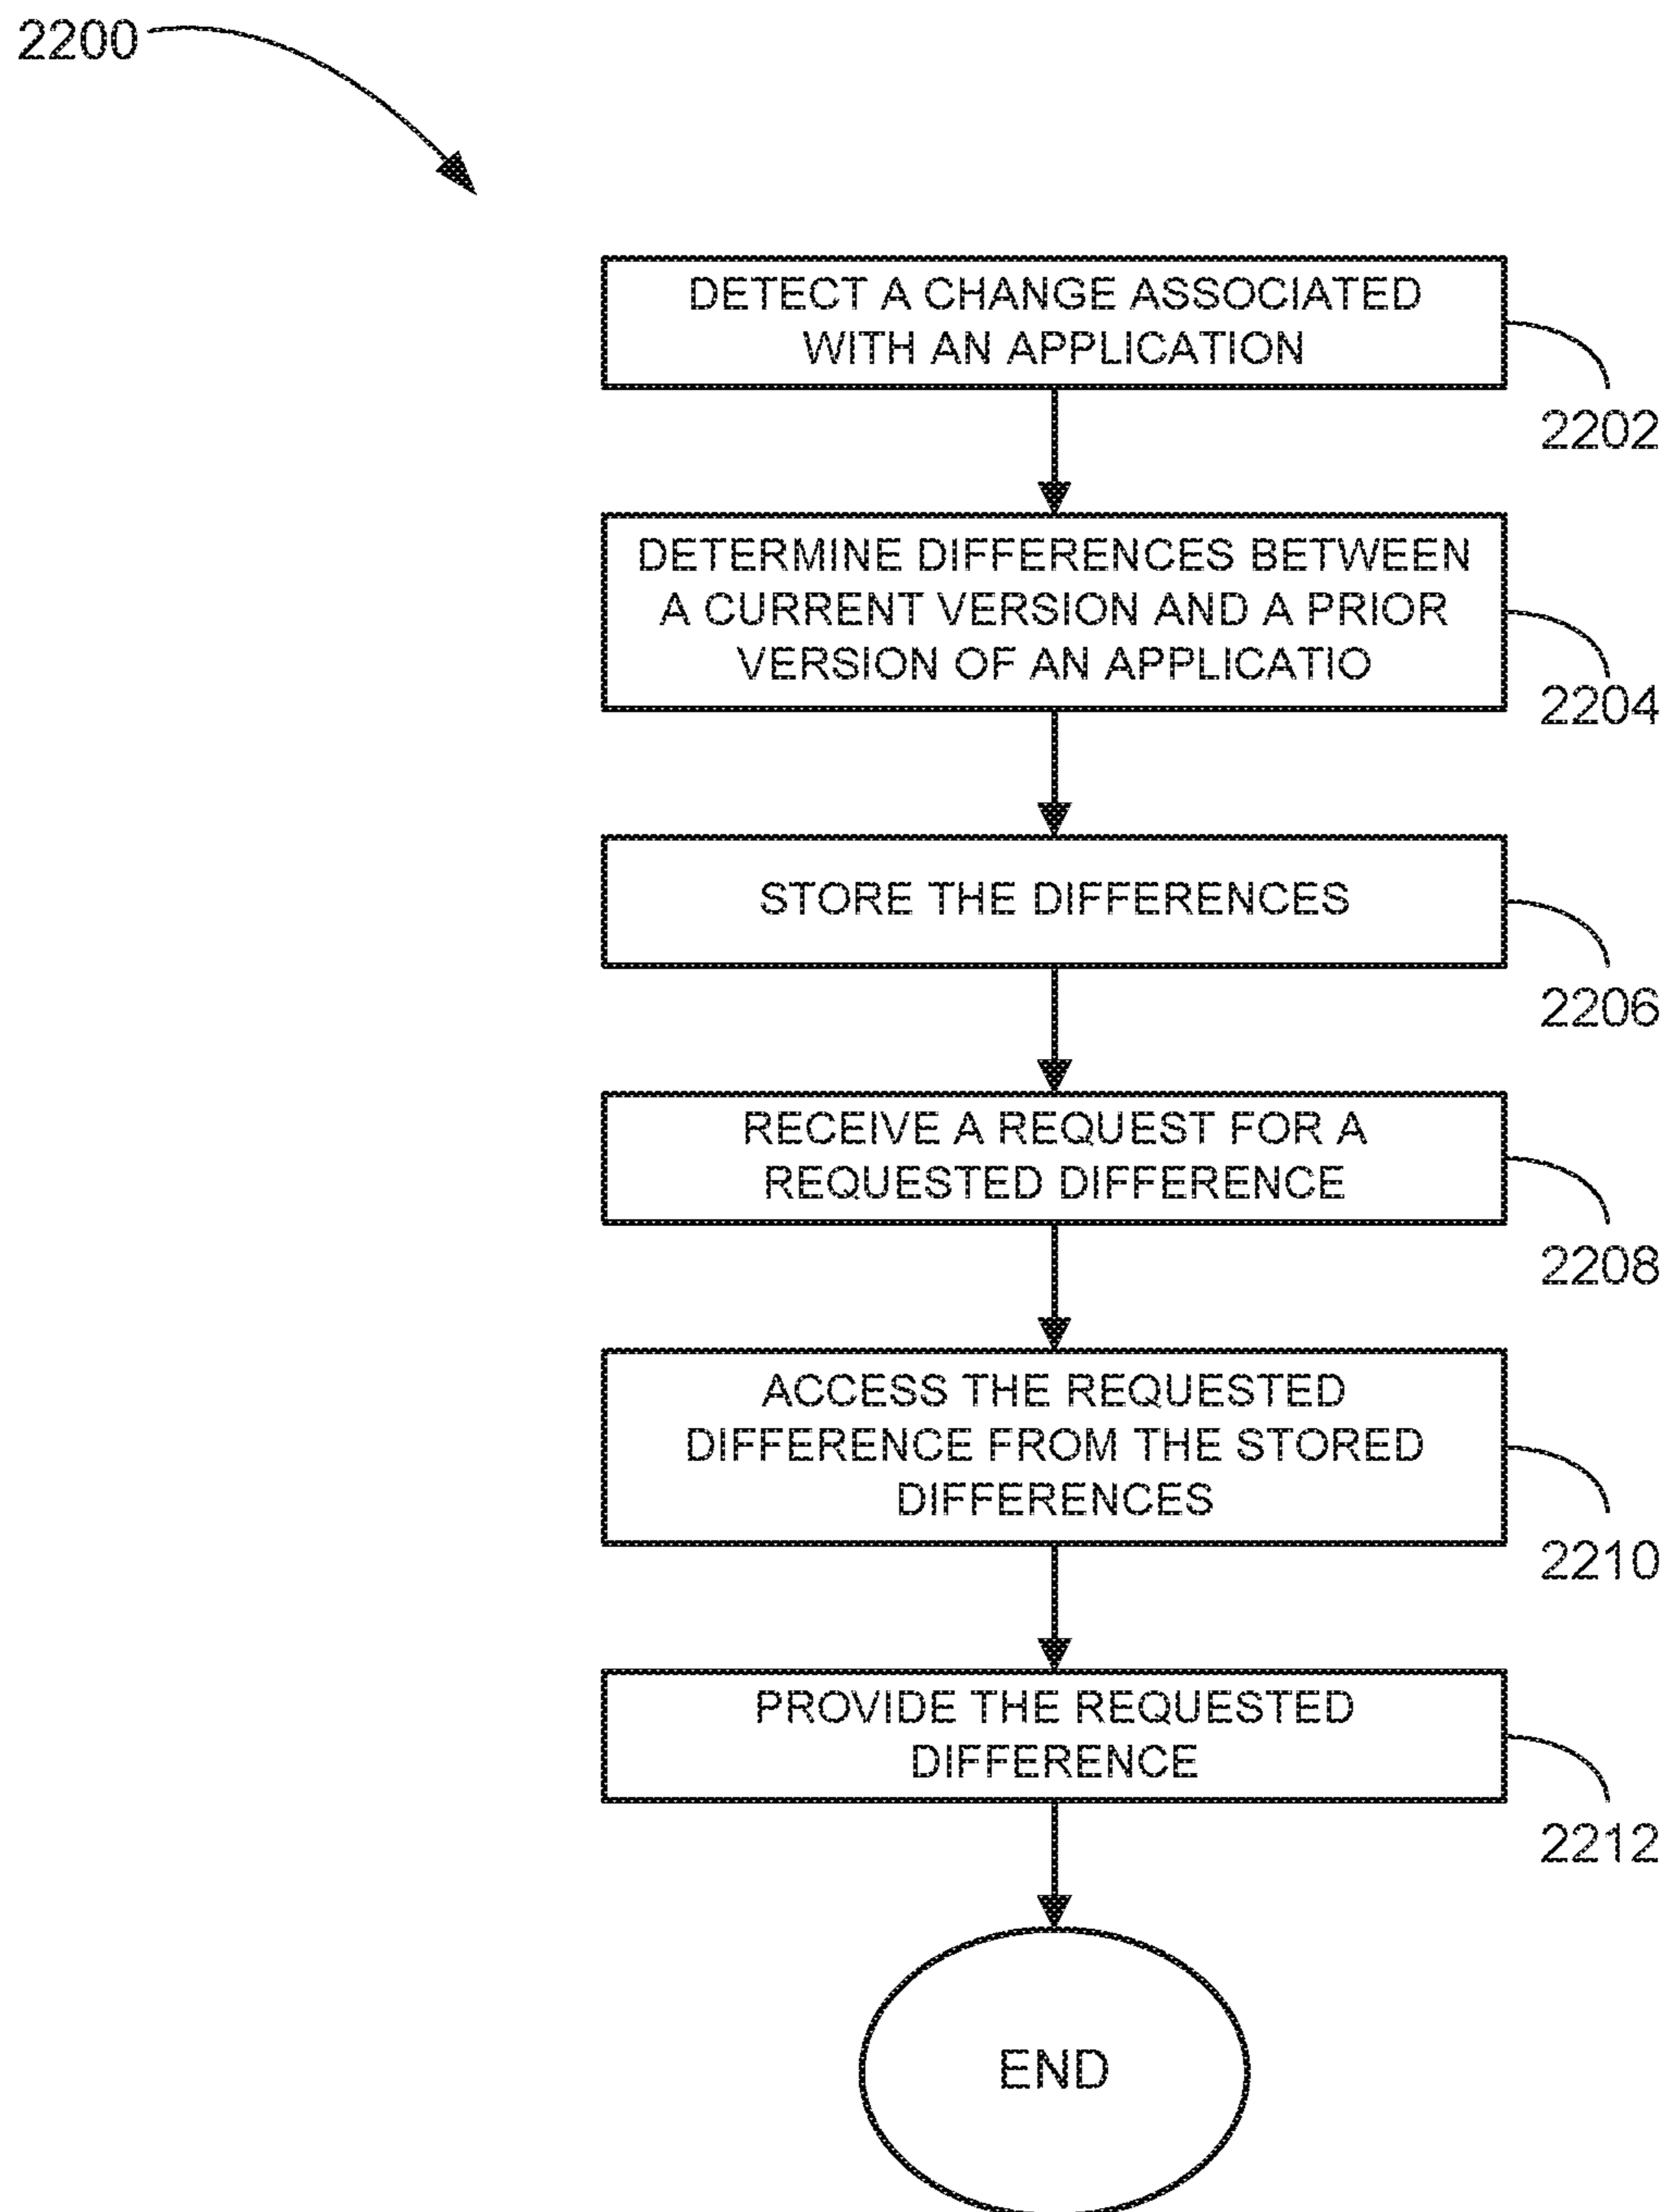 2200
DETECT A CHANGE ASSOCIATED
WITH AN APPLICATION
2202
DETERMINE DIFFERENCES BETWEEN
A CURRENT VERSION AND A PRIOR
VERSION OF AN APPLICATIO
2204
STORE THE DIFFERENCES
2206
RECEIVE A REQUEST FOR A
REQUESTED DIFFERENCE
2208
ACCESS THE REQUESTED
DIFFERENCE FROM THE STORED
DIFFERENCES
2210
PROVIDE THE REQUESTED
DIFFERENCE
2212
END